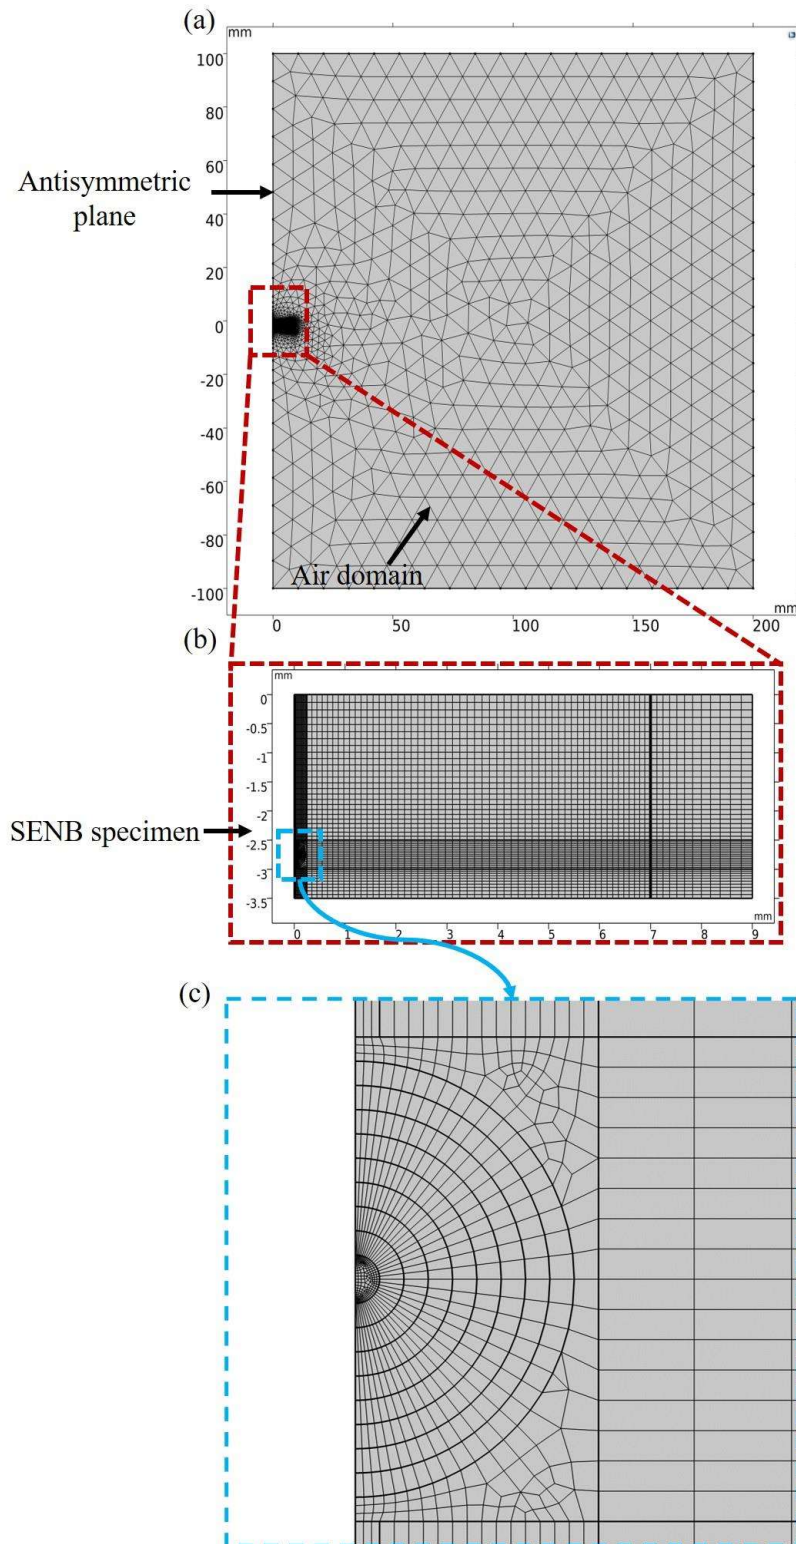 (a)
mm
100
80
60
Antisymmetric
plane
40
20
0
-20
-40
-60
-80
Air domain
-100
mm
0 50 100 150 200
(b)
mm
0
-0.5
-1
-1.5
-2
SENB specimen
-2.5
-3
-3.5
mm
0 1 2 3 4 5 6 7 8 9
(c)